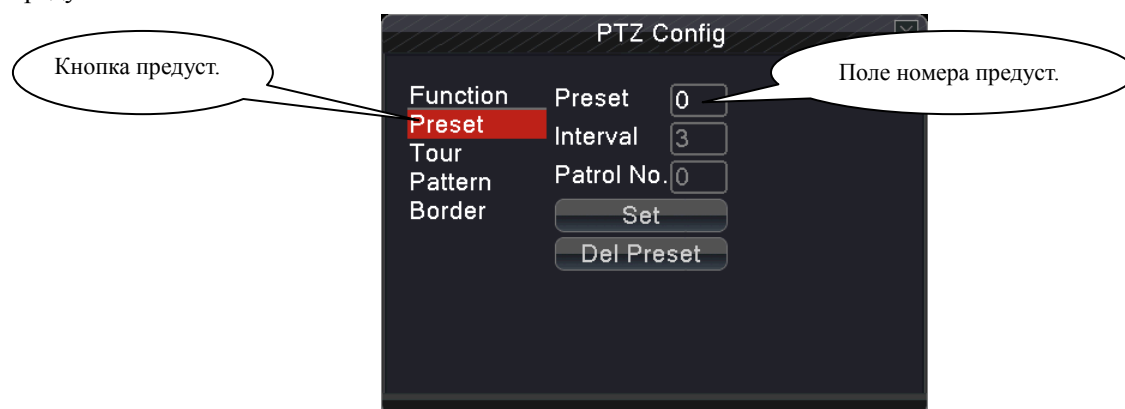 PTZ Config
Кнопка предуст.
Поле номера предуст.
Function
Preset
Tour
Pattern
Border
Preset 0
Interval 3
Patrol No. 0
Set
Del Preset